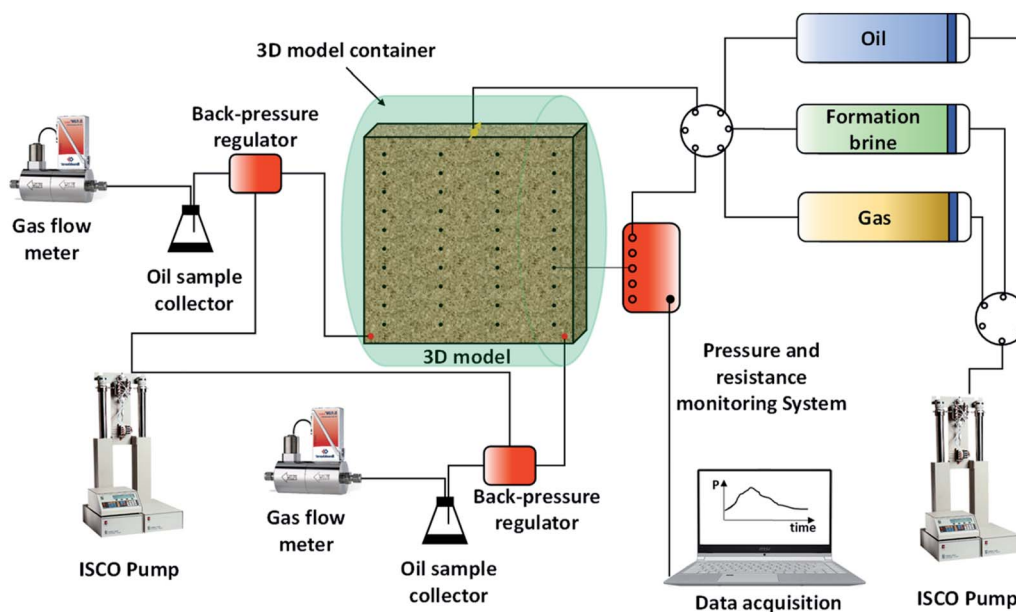 3D model container
Oil
Back-pressure
regulator
Formation
brine
Gas
Gas flow
meter
Oil sample
collector
3D model
Pressure and
resistance
monitoring System
Back-pressure
regulator
P
time
Gas flow
meter
Oil sample
collector
ISCO Pump
Data acquisition
ISCO Pump